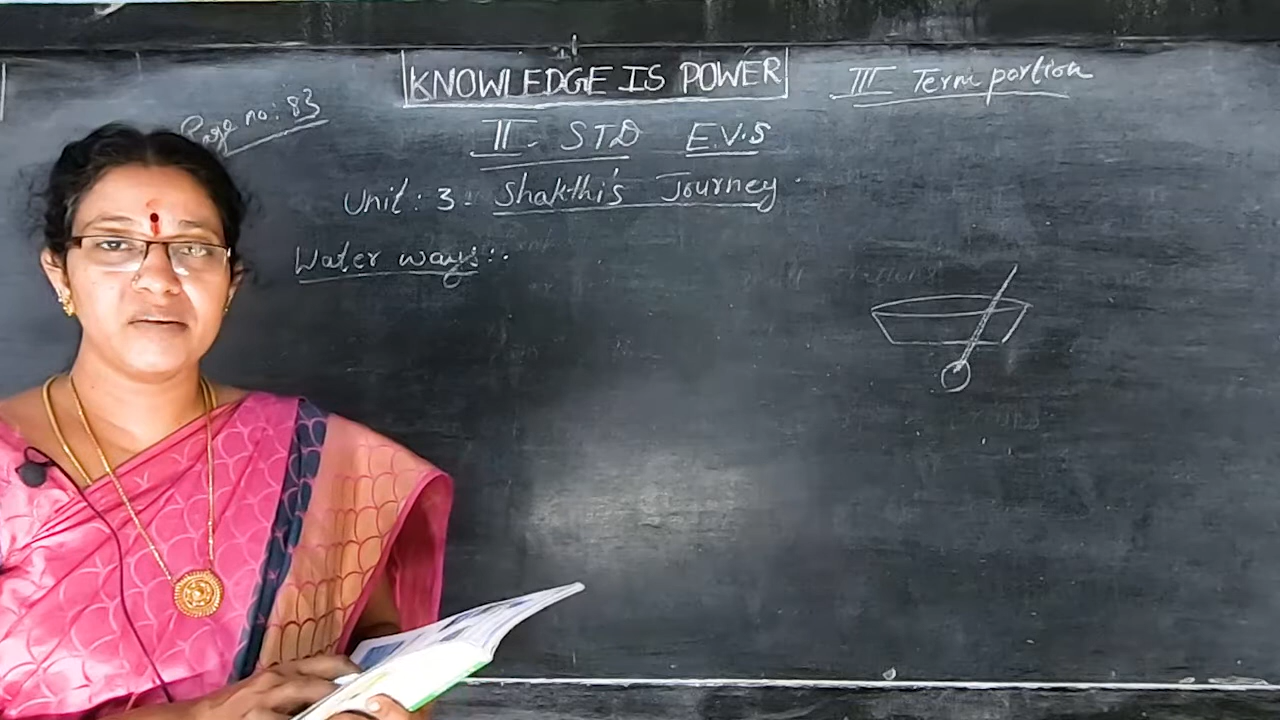 KNOWLEDGE IS POWER
III Term portion
Page no: 83
II - STD E.V.S
Unit: 3: Shakthi's Journey
Water ways:-